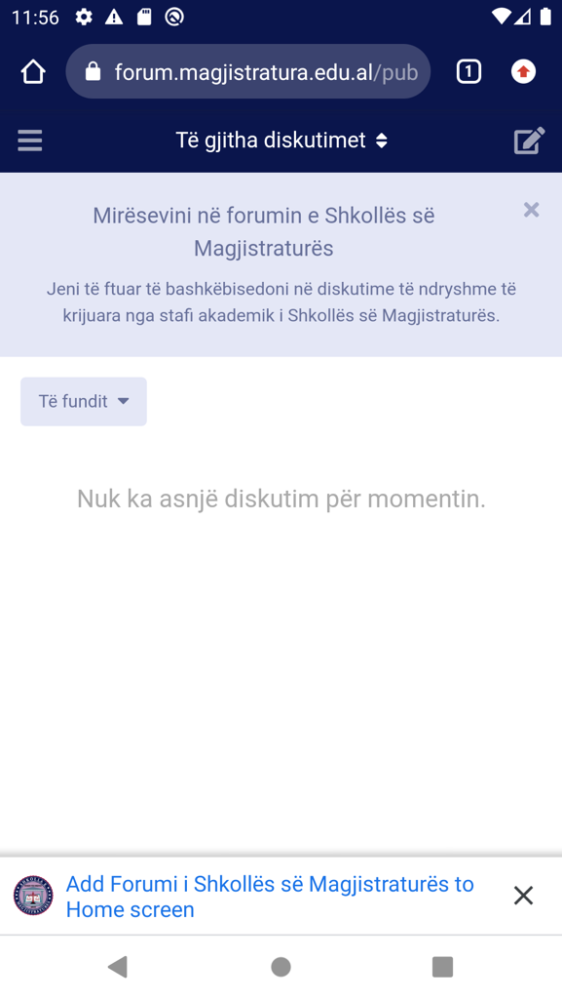 11:56
forum.magjistratura.edu.al/pub
1
Të gjitha diskutimet
Mirësevini në forumin e Shkollës së
Magjistraturës
Jeni të ftuar të bashkëbisedoni në diskutime të ndryshme të
krijuara nga stafi akademik i Shkollës së Magjistraturës.
Të fundit
Nuk ka asnjë diskutim për momentin.
Add Forumi i Shkollës së Magjistraturës to
Home screen